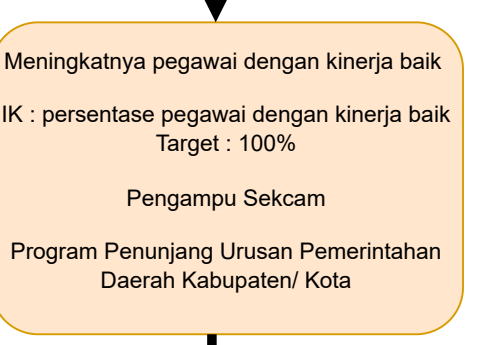 Meningkatnya pegawai dengan kinerja baik
IK : persentase pegawai dengan kinerja baik
Target : 100%
Pengampu Sekcam
Program Penunjang Urusan Pemerintahan
Daerah Kabupaten/ Kota